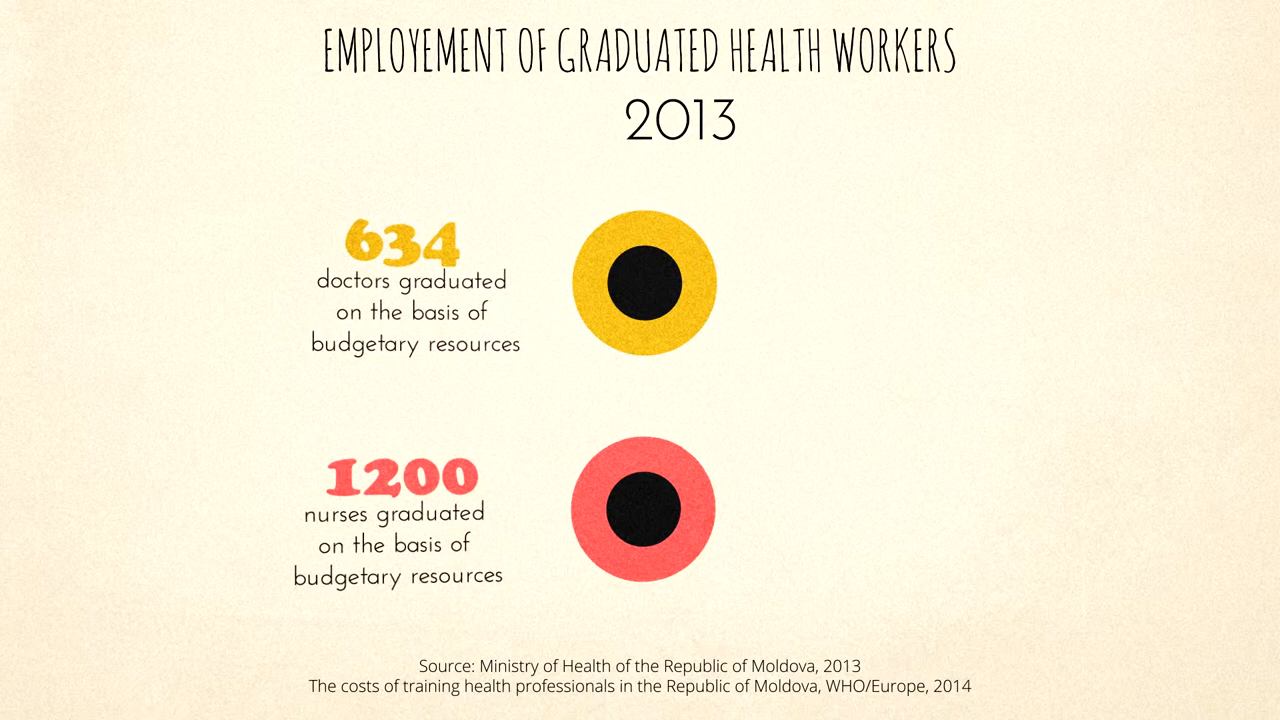 EMPLOYEMENT OF GRADUATED HEALTH WORKERS
2013
634
doctors graduated
on the basis of
budgetary resources
1200
nurses graduated
on the basis of
budgetary resources
Source: Ministry of Health of the Republic of Moldova, 2013
The costs of training health professionals in the Republic of Moldova, WHO/Europe, 2014